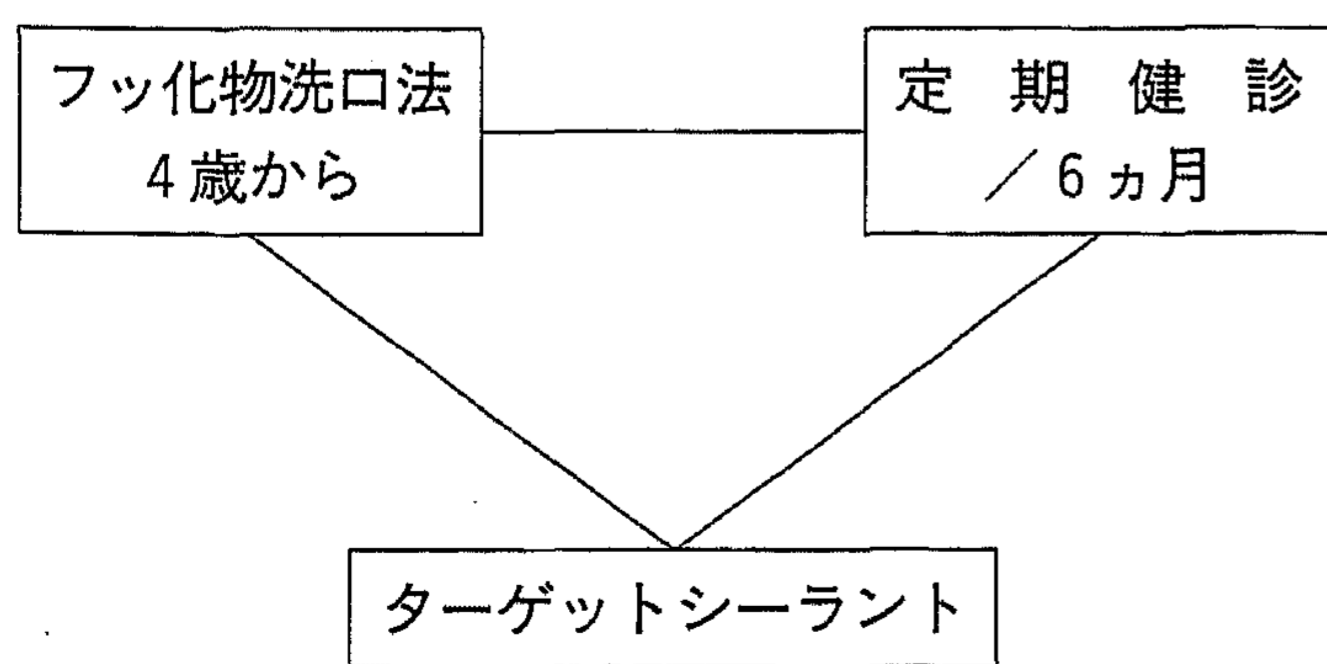 フッ化物洗口法
4歳から
定期健診
／6ヵ月
ターゲットシーラント